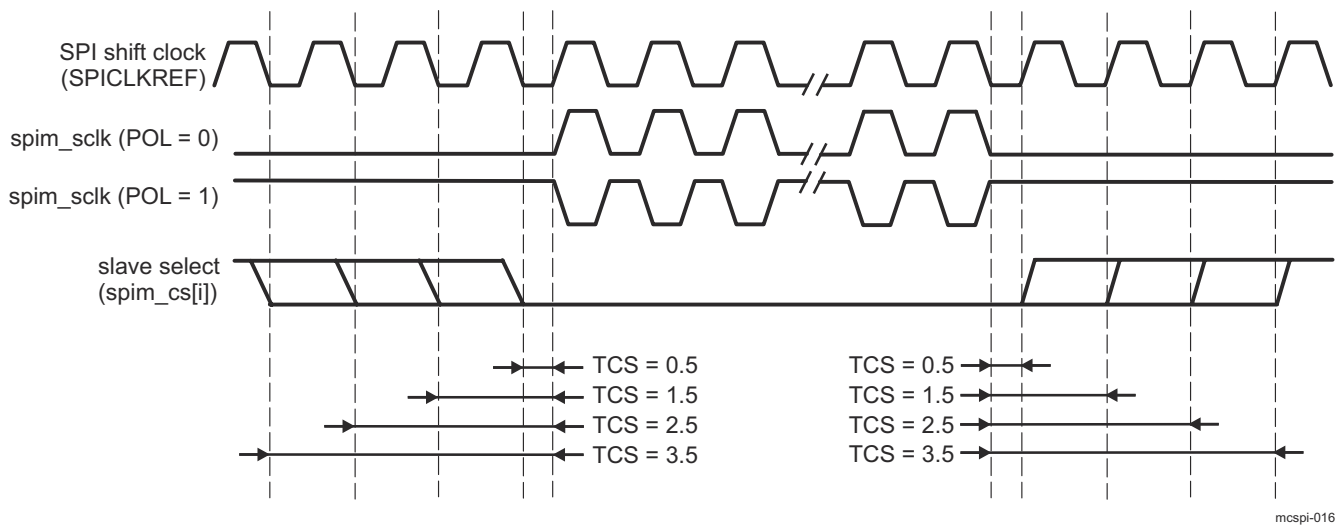 SPI shift clock
(SPICLKREF)
spim_sclk (POL = 0)
spim_sclk (POL = 1)
slave select
(spim_cs[i])
TCS = 0.5 TCS = 0.5
TCS = 1.5 TCS = 1.5
TCS = 2.5 TCS = 2.5
TCS = 3.5 TCS = 3.5
mcspi-016